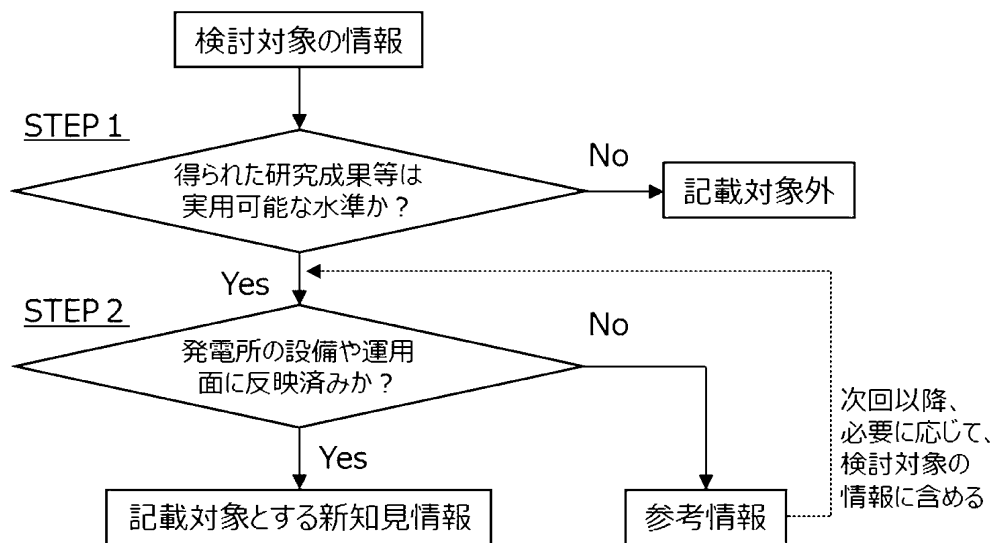 検討対象の情報
STEP 1
得られた研究成果等は
実用可能な水準か？
No
記載対象外
Yes
STEP 2
発電所の設備や運用
面に反映済みか？
No
次回以降、
必要に応じて、
検討対象の
情報に含める
Yes
記載対象とする新知見情報
参考情報